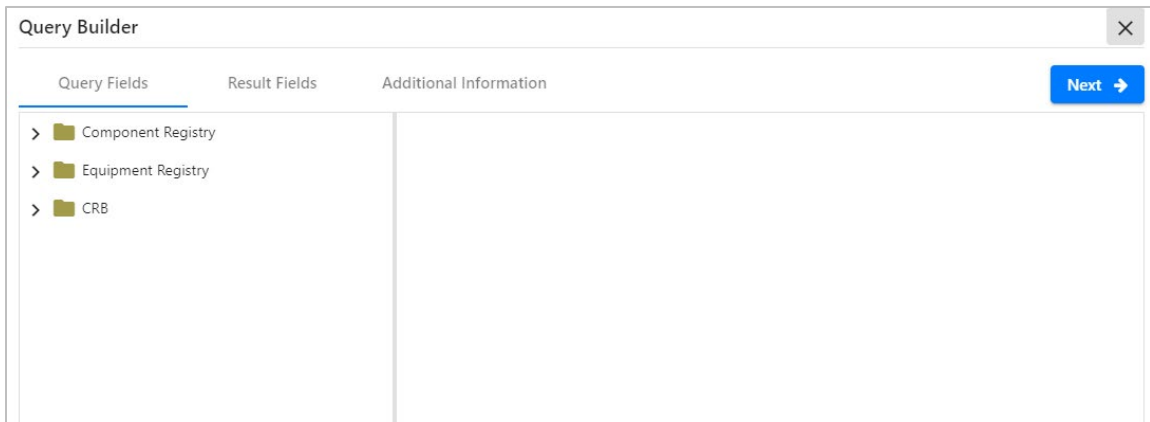 Query Builder
Query Fields Result Fields Additional Information Next
Component Registry
Equipment Registry
CRB